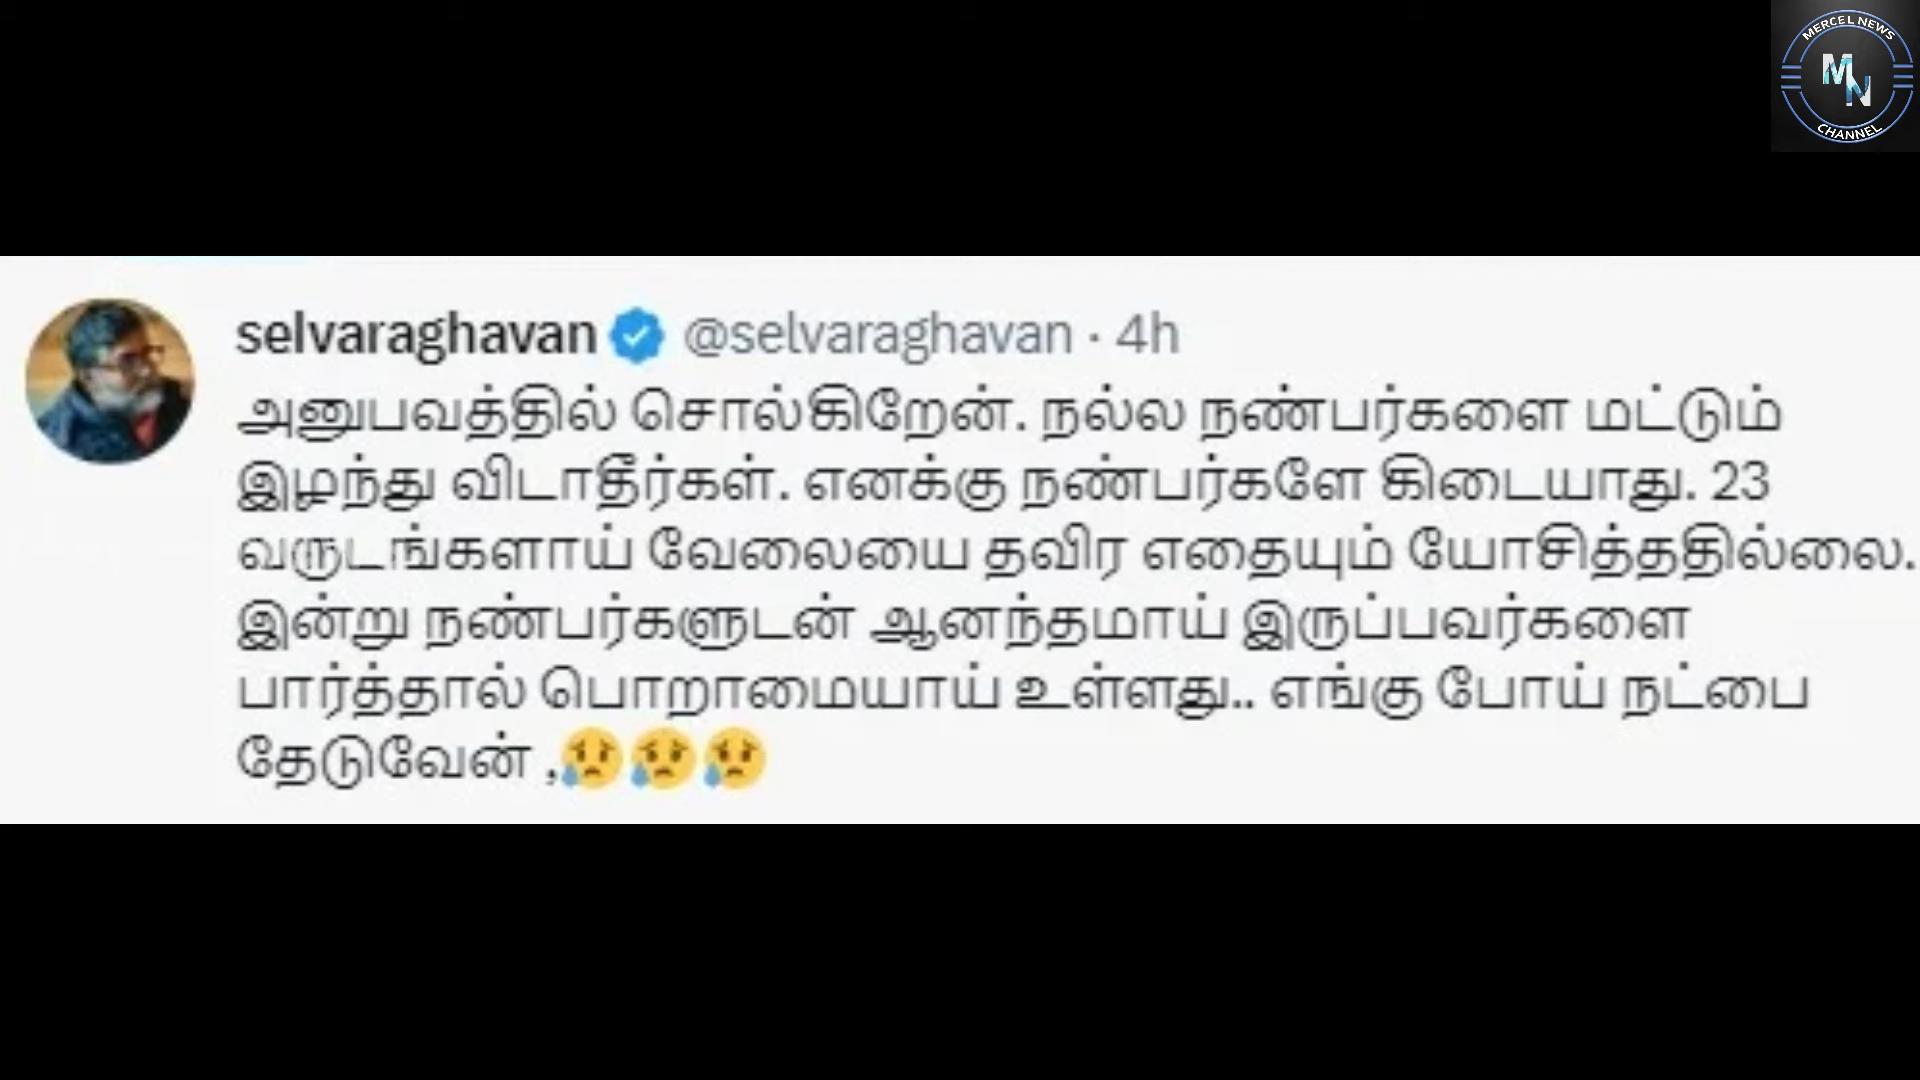 MERCEL NEWS
MN
CHANNEL
selvaraghavan @selvaraghavan · 4h
அனுபவத்தில் சொல்கிறேன். நல்ல நண்பர்களை மட்டும்
இழந்து விடாதீர்கள். எனக்கு நண்பர்களே கிடையாது. 23
வருடங்களாய் வேலையை தவிர எதையும் யோசித்ததில்லை.
இன்று நண்பர்களுடன் ஆனந்தமாய் இருப்பவர்களை
பார்த்தால் பொறாமையாய் உள்ளது.. எங்கு போய் நட்பை
தேடுவேன் ,😥😥😥